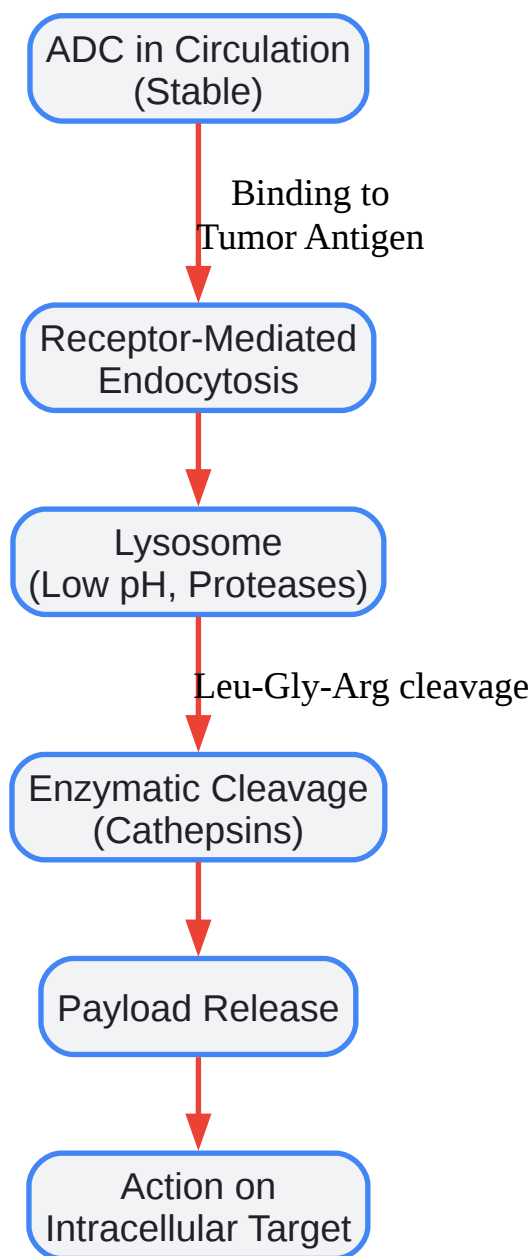 ADC in Circulation
(Stable)
Binding to
Tumor Antigen
Receptor-Mediated
Endocytosis
Lysosome
(Low pH, Proteases)
Leu-Gly-Arg cleavage
Enzymatic Cleavage
(Cathepsins)
Payload Release
Action on
Intracellular Target